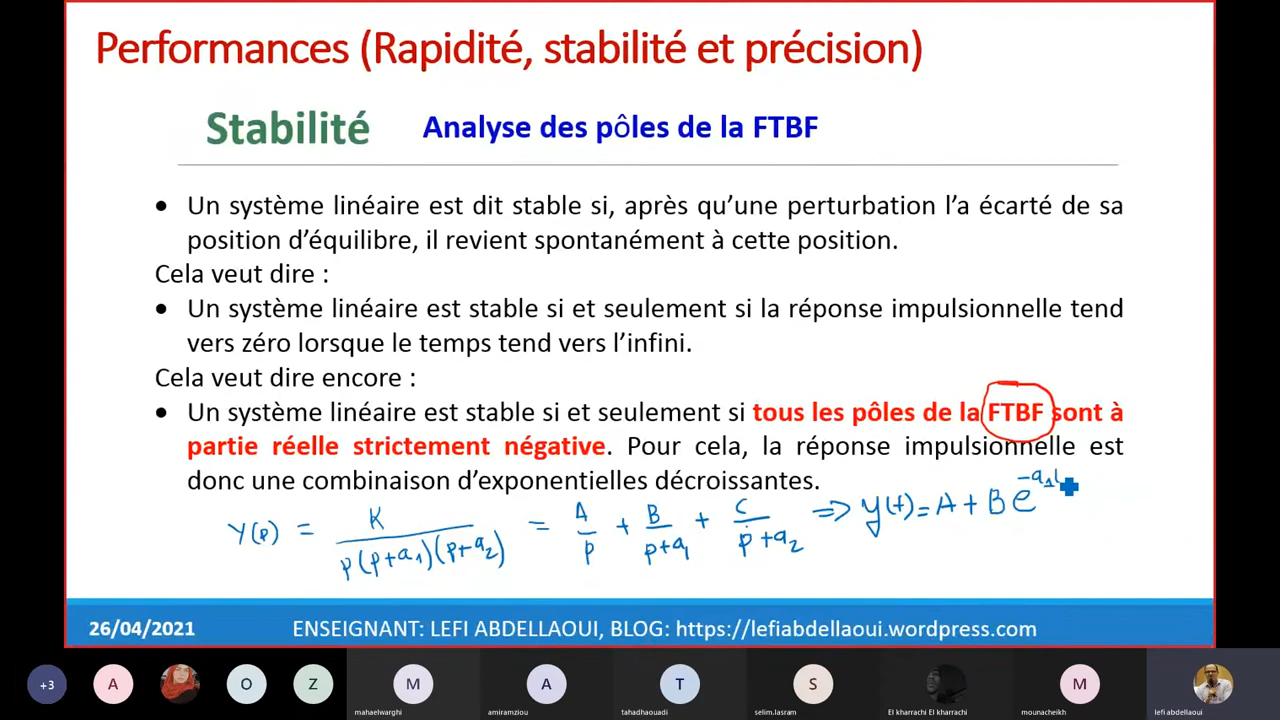 Performances (Rapidité, stabilité et précision)
Stabilité Analyse des pôles de la FTBF
• Un système linéaire est dit stable si, après qu’une perturbation l’a écarté de sa
position d’équilibre, il revient spontanément à cette position.
Cela veut dire :
• Un système linéaire est stable si et seulement si la réponse impulsionnelle tend
vers zéro lorsque le temps tend vers l’infini.
Cela veut dire encore :
• Un système linéaire est stable si et seulement si tous les pôles de la FTBF sont à
partie réelle strictement négative. Pour cela, la réponse impulsionnelle est
donc une combinaison d’exponentielles décroissantes.
Y(p) = K / p(p+a1)(p+a2) = A/p + B/p+a1 + C/p+a2 => y(t) = A + B e^-a1
26/04/2021 ENSEIGNANT: LEFI ABDELLAOUI, BLOG: https://lefiabdellaoui.wordpress.com
+3 A O Z M A T S M
mahaelwarghi amiramziou tahadhaouadi selim.lasram El kharrachi El kharrachi mounacheikh lefi abdellaoui